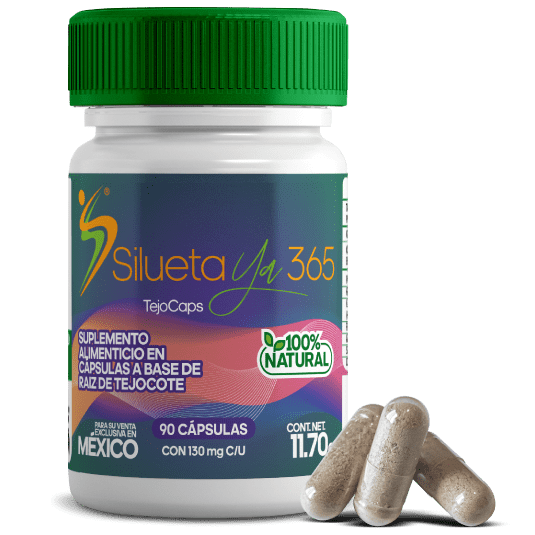 ®
Silueta Ya 365
TejoCaps
SUPLEMENTO
ALIMENTICIO EN
CÁPSULAS A BASE DE
RAIZ DE TEJOCOTE
100%
NATURAL
PARA SU VENTA
EXCLUSIVA EN
MÉXICO
90 CÁPSULAS
CON 130 mg C/U
CONT. NET.
11.70